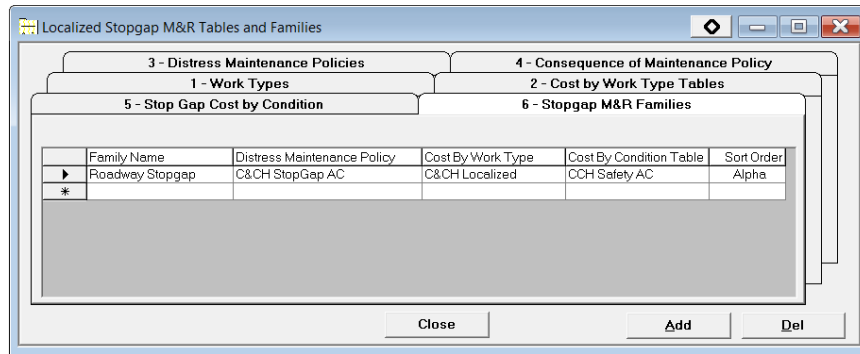 Localized Stopgap M&R Tables and Families
3 - Distress Maintenance Policies
4 - Consequence of Maintenance Policy
1 - Work Types
2 - Cost by Work Type Tables
5 - Stop Gap Cost by Condition
6 - Stopgap M&R Families
Family Name Distress Maintenance Policy Cost By Work Type Cost By Condition Table Sort Order
Roadway Stopgap C&CH StopGap AC C&CH Localized CCH Safety AC Alpha
Close Add Del